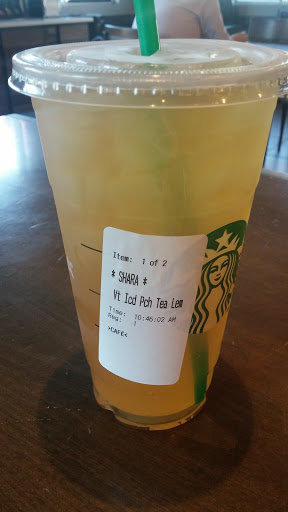 Item: 1 of 2
* SHARA *
Vt Icd Pch Tea Lem
Time: 10:46:02 AM
Reg: 1
>CAFE<